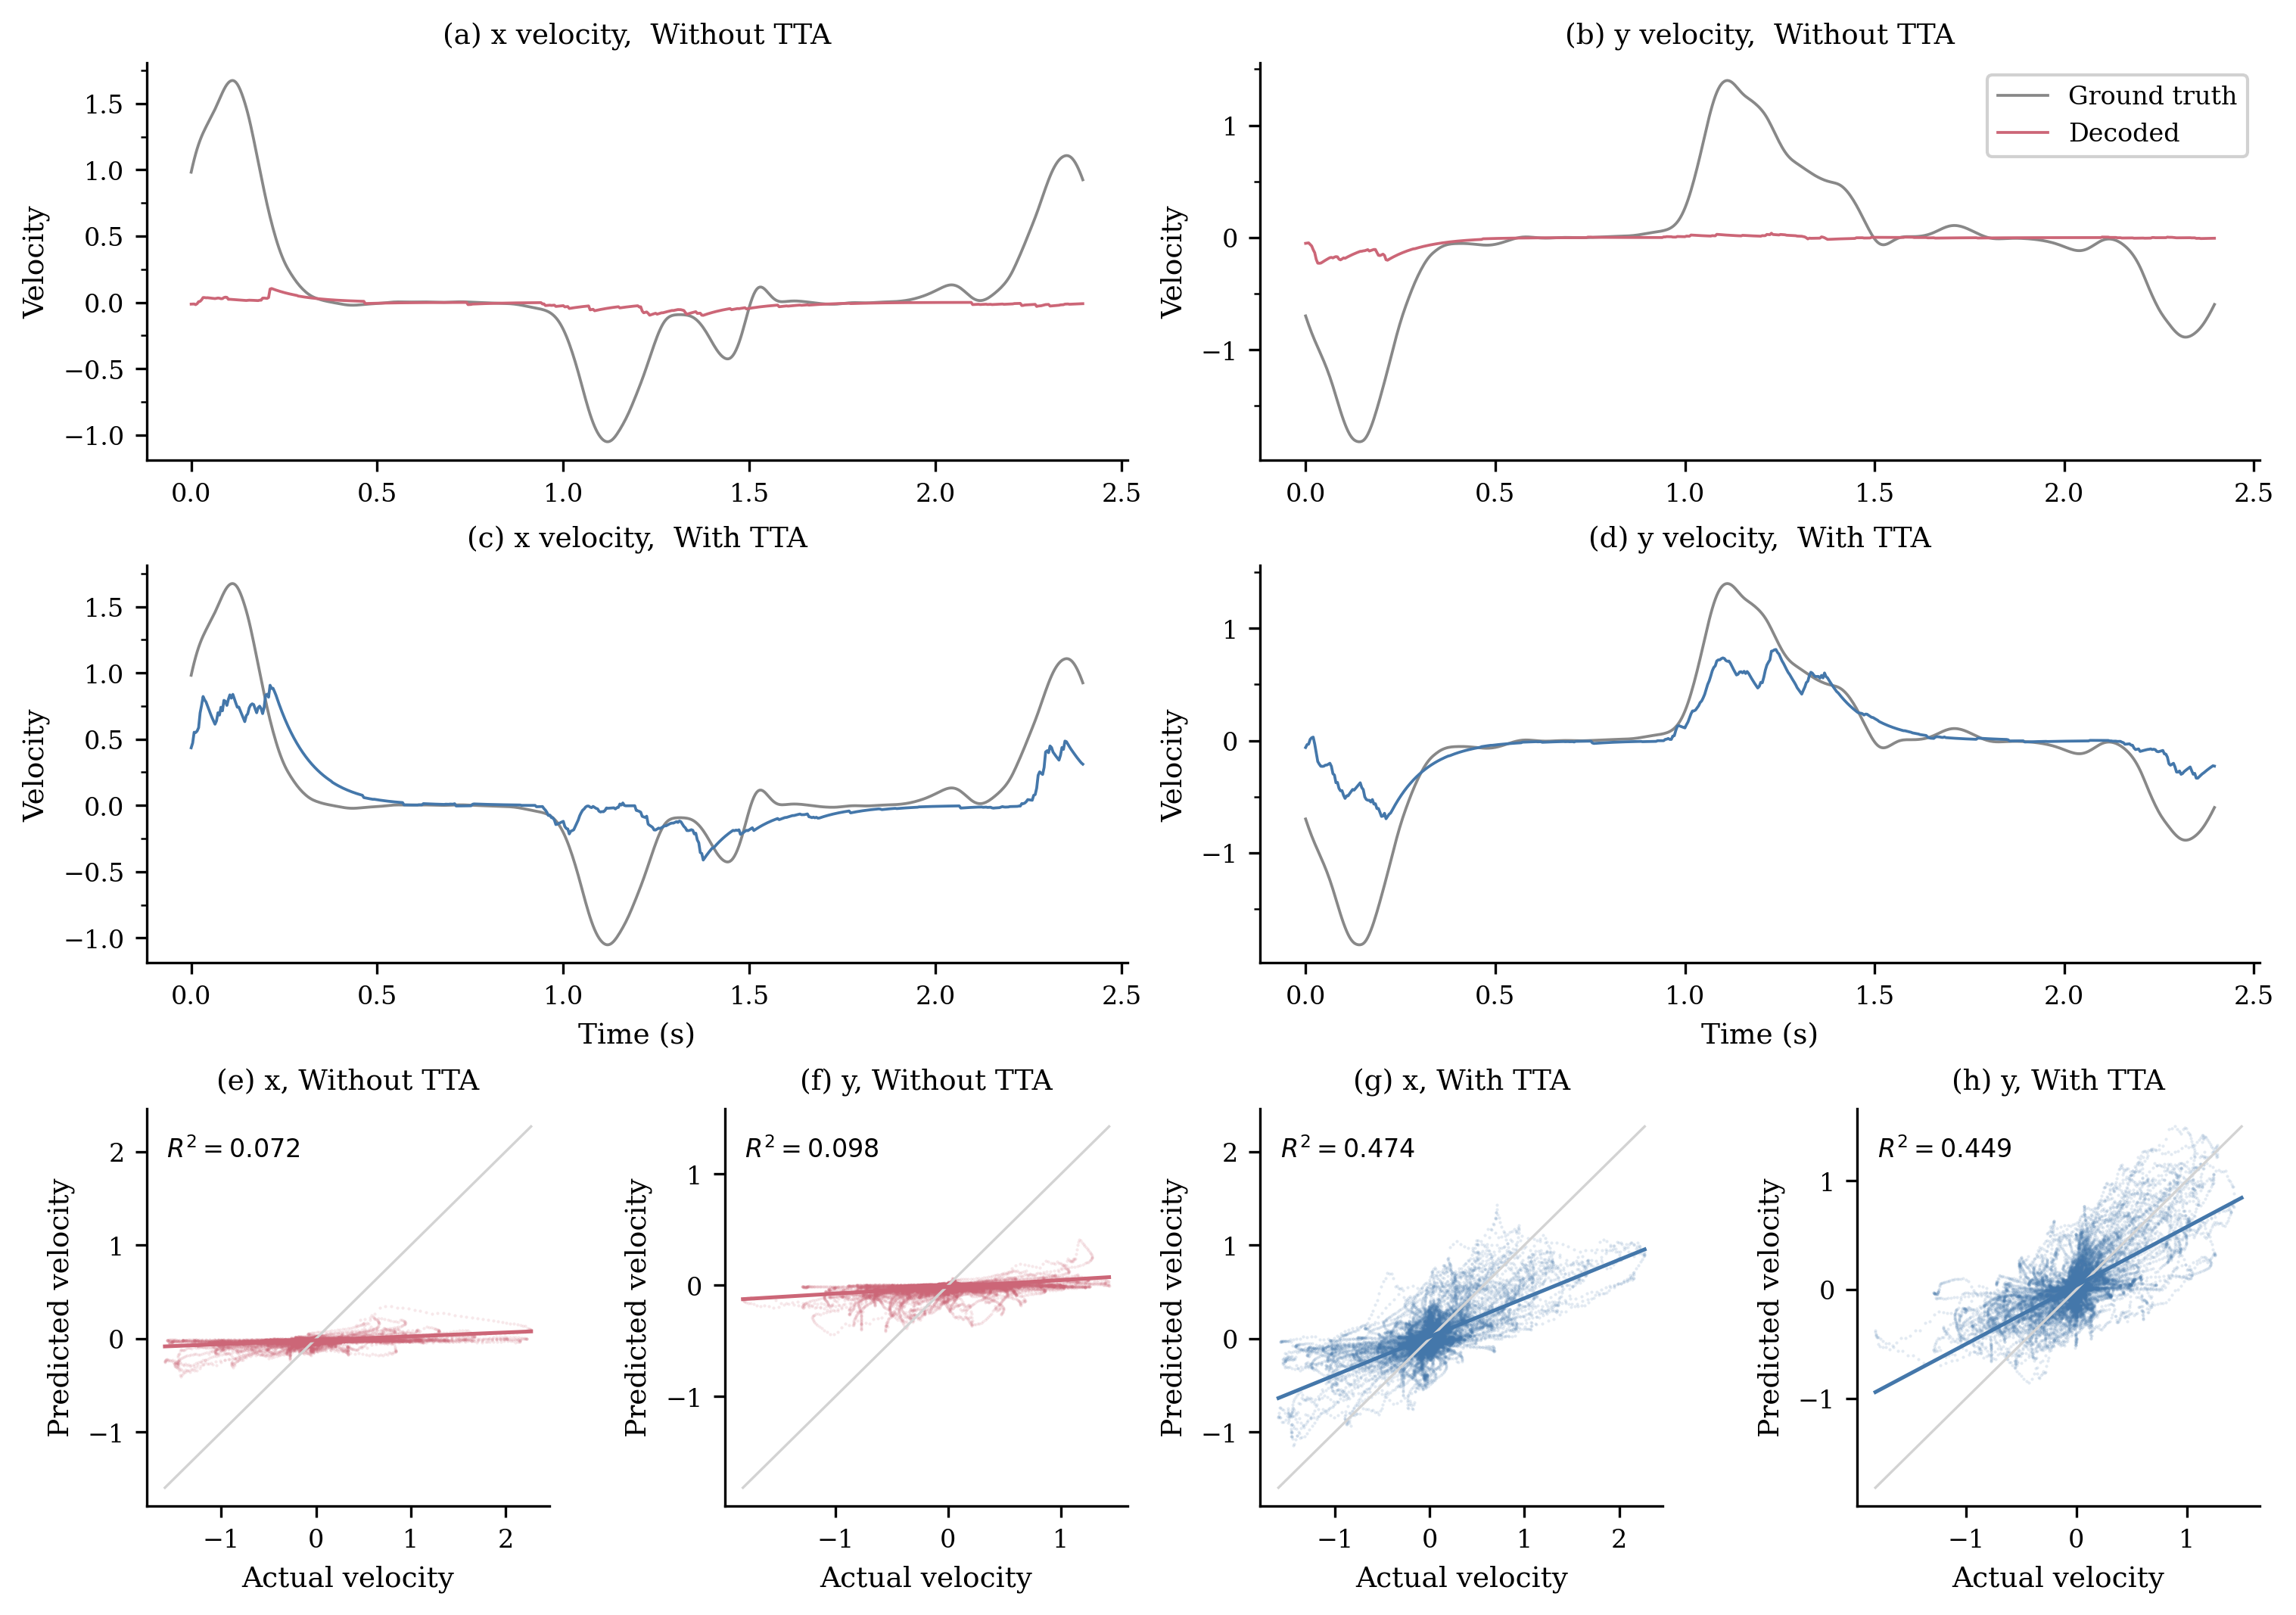 (a) x velocity,  Without TTA
Velocity
1.5
1.0
0.5
0.0
−0.5
−1.0
0.0 0.5 1.0 1.5 2.0 2.5
(b) y velocity,  Without TTA
Ground truth
Decoded
Velocity
1
0
−1
0.0 0.5 1.0 1.5 2.0 2.5
(c) x velocity,  With TTA
Velocity
1.5
1.0
0.5
0.0
−0.5
−1.0
0.0 0.5 1.0 1.5 2.0 2.5
Time (s)
(d) y velocity,  With TTA
Velocity
1
0
−1
0.0 0.5 1.0 1.5 2.0 2.5
Time (s)
(e) x, Without TTA
R² = 0.072
Predicted velocity
2
1
0
−1
−1 0 1 2
Actual velocity
(f) y, Without TTA
R² = 0.098
Predicted velocity
1
0
−1
−1 0 1
Actual velocity
(g) x, With TTA
R² = 0.474
Predicted velocity
2
1
0
−1
−1 0 1 2
Actual velocity
(h) y, With TTA
R² = 0.449
Predicted velocity
1
0
−1
−1 0 1
Actual velocity